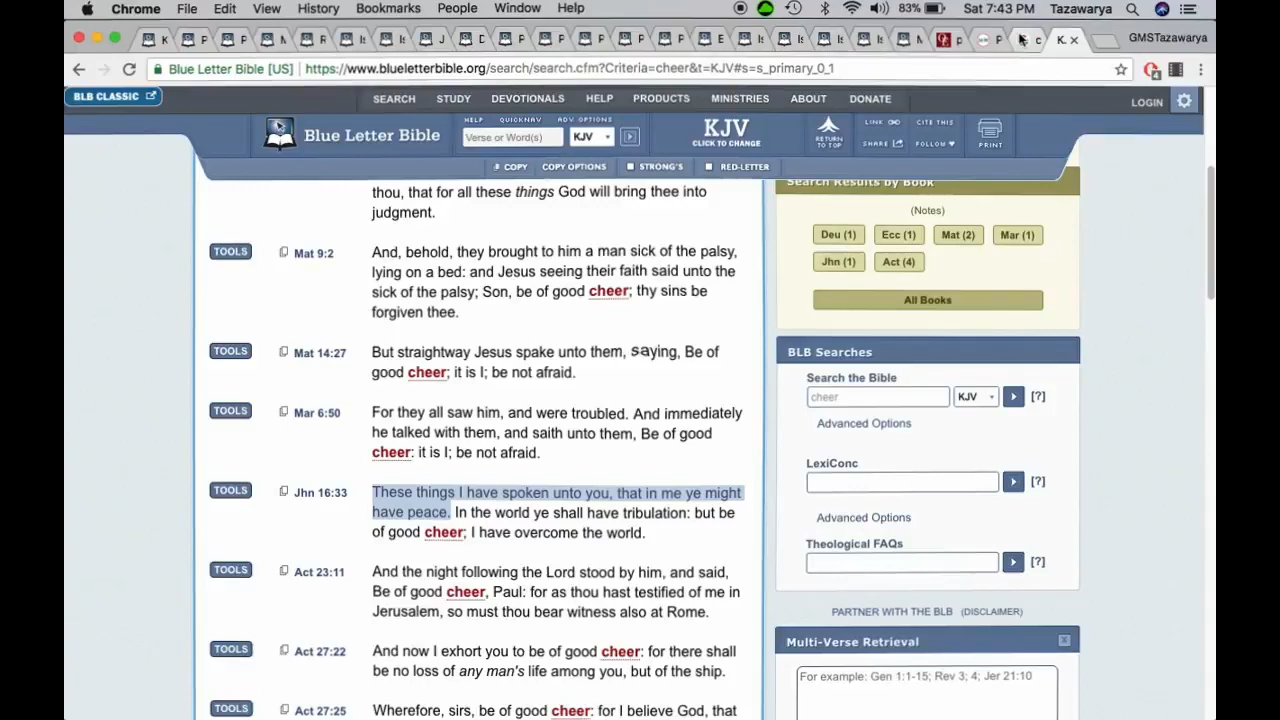 Chrome File Edit View History Bookmarks People Window Help 83% Sat 7:43 PM Tazawarya
GMSTazawarya
Blue Letter Bible [US] https://www.blueletterbible.org/search/search.cfm?Criteria=cheer&t=KJV#s=s_primary_0_1
BLB CLASSIC
SEARCH STUDY DEVOTIONALS HELP PRODUCTS MINISTRIES ABOUT DONATE LOGIN
HELP QUICKNAV ADV. OPTIONS
Blue Letter Bible Verse or Word(s) KJV
KJV
CLICK TO CHANGE
RETURN TO TOP
LINK CITE THIS
SHARE FOLLOW
PRINT
COPY COPY OPTIONS STRONG'S RED-LETTER
thou, that for all these things God will bring thee into
judgment.
TOOLS Mat 9:2 And, behold, they brought to him a man sick of the palsy,
lying on a bed: and Jesus seeing their faith said unto the
sick of the palsy; Son, be of good cheer; thy sins be
forgiven thee.
TOOLS Mat 14:27 But straightway Jesus spake unto them, saying, Be of
good cheer; it is I; be not afraid.
TOOLS Mar 6:50 For they all saw him, and were troubled. And immediately
he talked with them, and saith unto them, Be of good
cheer: it is I; be not afraid.
TOOLS Jhn 16:33 These things I have spoken unto you, that in me ye might
have peace. In the world ye shall have tribulation: but be
of good cheer; I have overcome the world.
TOOLS Act 23:11 And the night following the Lord stood by him, and said,
Be of good cheer, Paul: for as thou hast testified of me in
Jerusalem, so must thou bear witness also at Rome.
TOOLS Act 27:22 And now I exhort you to be of good cheer: for there shall
be no loss of any man's life among you, but of the ship.
TOOLS Act 27:25 Wherefore, sirs, be of good cheer: for I believe God, that
Search Results by Book
(Notes)
Deu (1) Ecc (1) Mat (2) Mar (1)
Jhn (1) Act (4)
All Books
BLB Searches
Search the Bible
cheer KJV [?]
Advanced Options
LexiConc
[?]
Advanced Options
Theological FAQs
[?]
PARTNER WITH THE BLB (DISCLAIMER)
Multi-Verse Retrieval
For example: Gen 1:1-15; Rev 3; 4; Jer 21:10